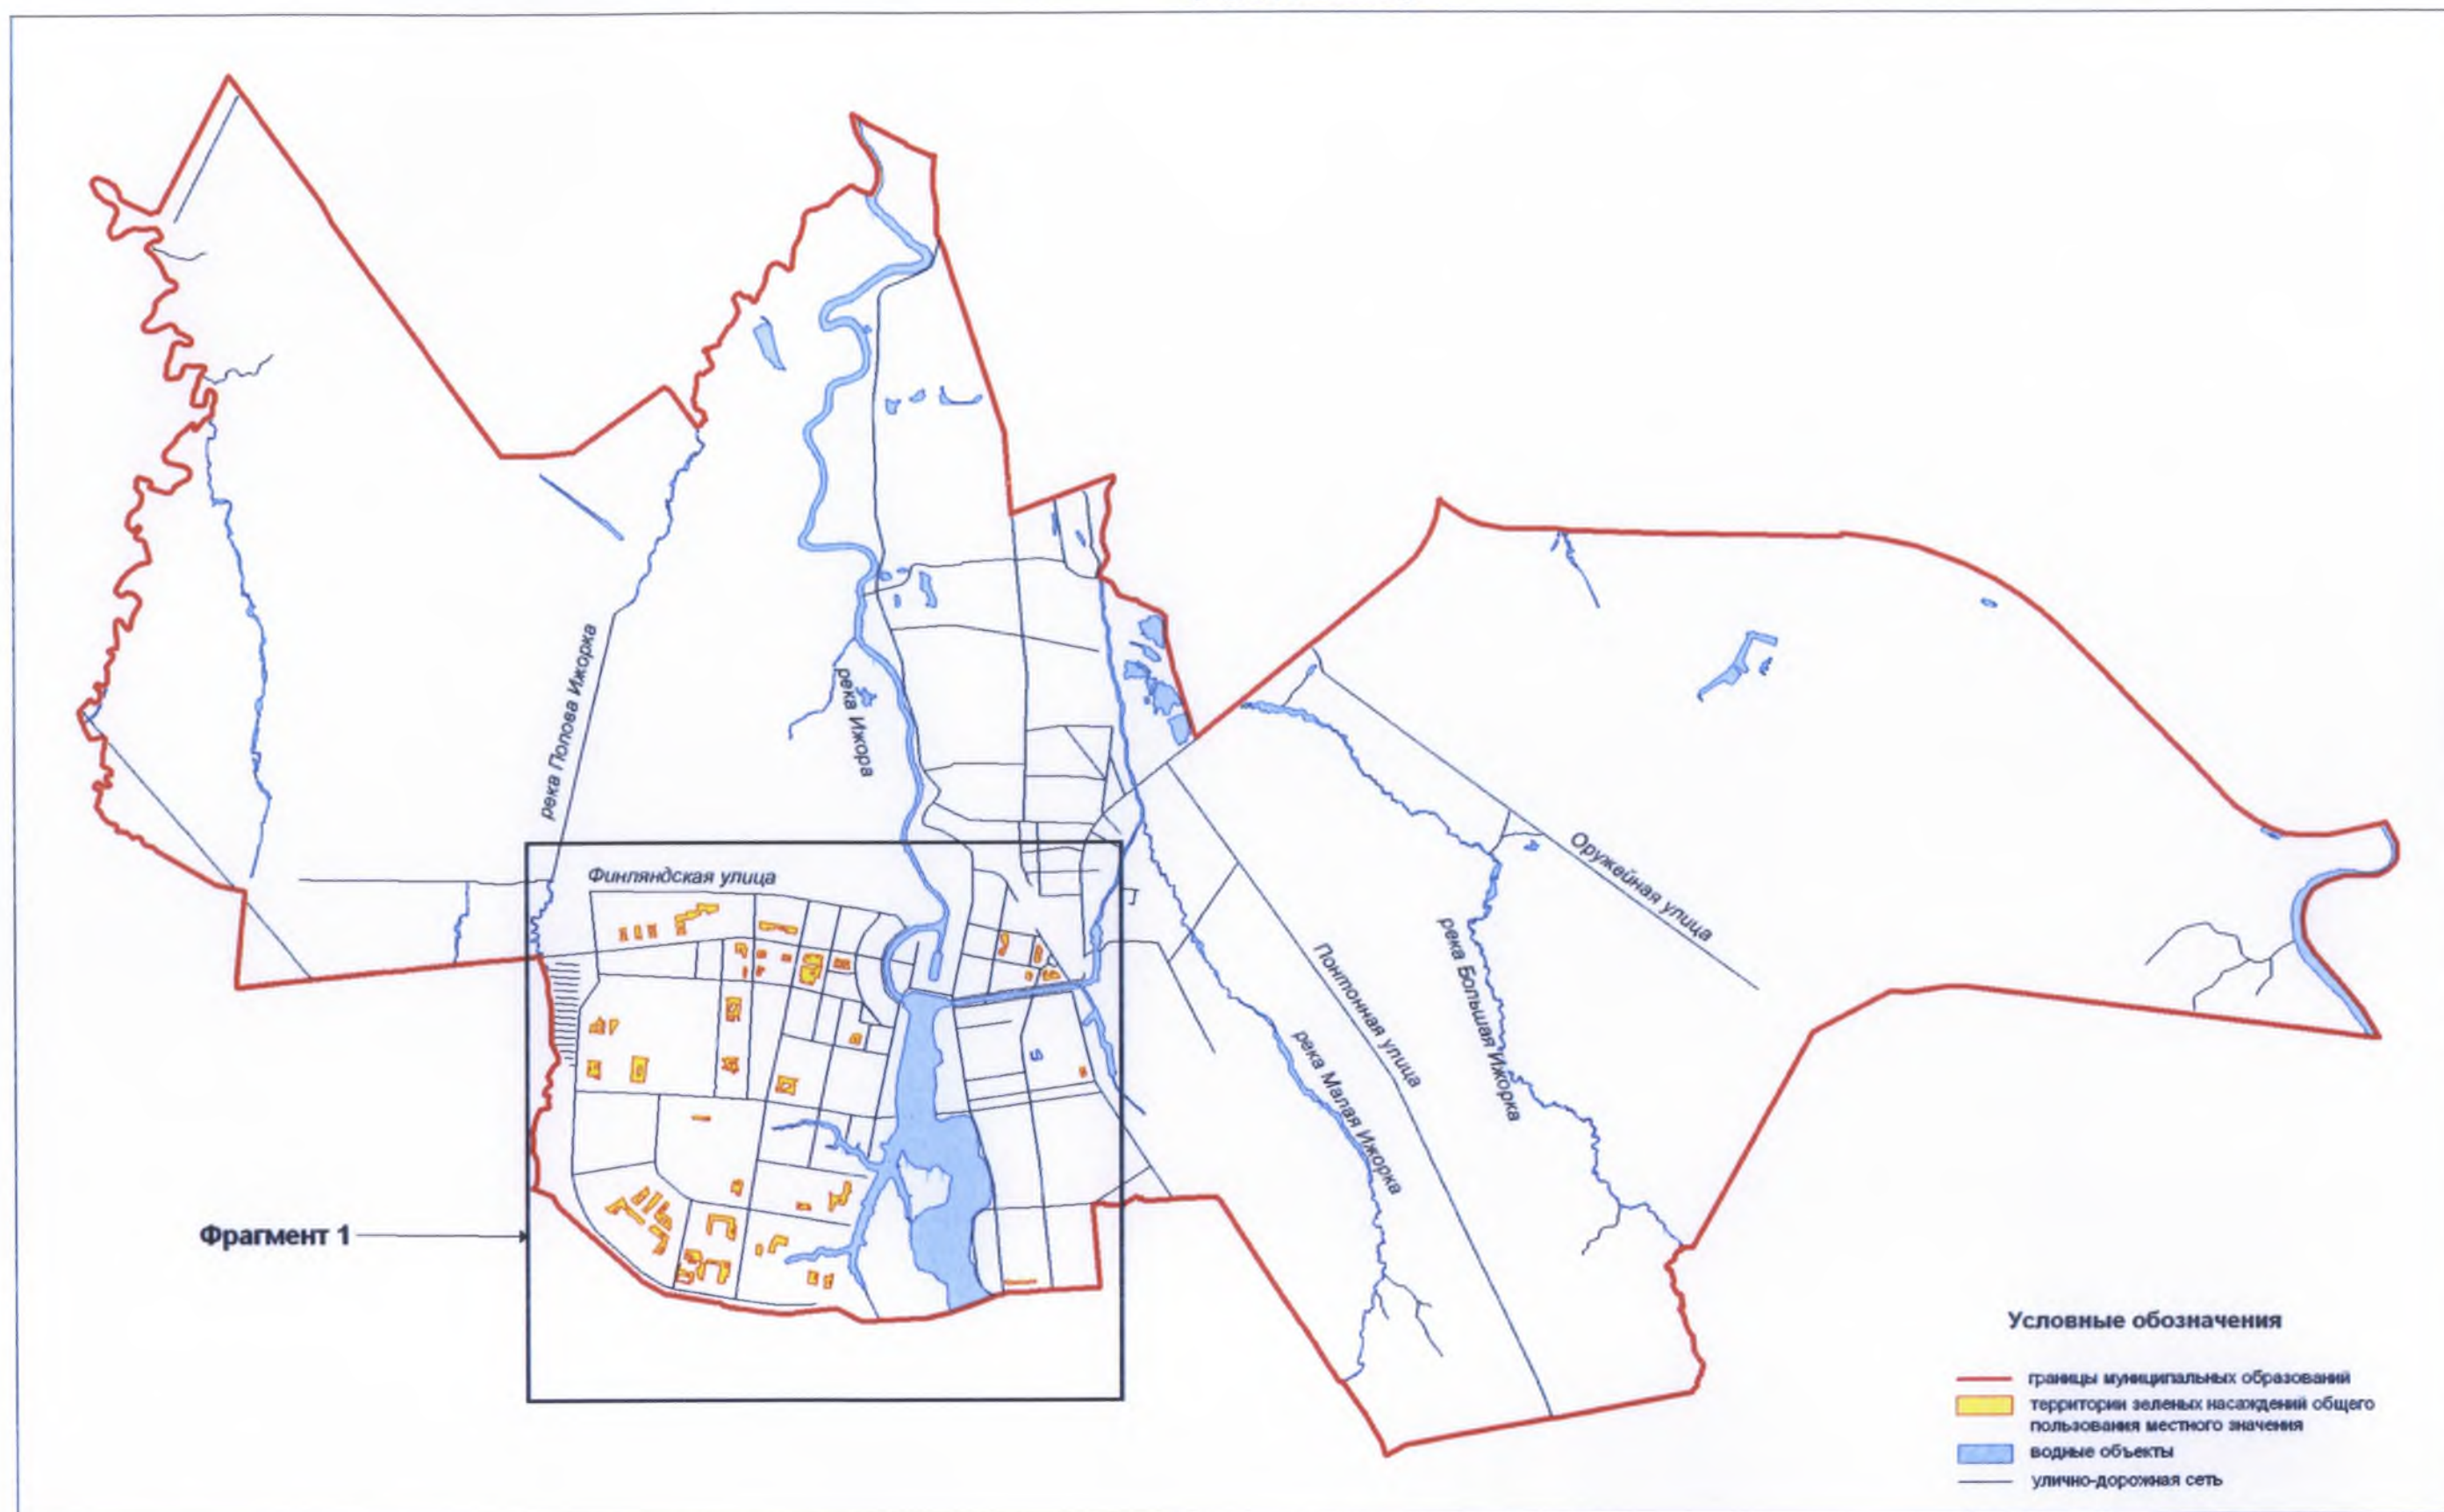 река Попова Ижорка
река Ижора
Финляндская улица
Оружейная улица
Понтонная улица
река Большая Ижорка
река Малая Ижорка
Фрагмент 1
Условные обозначения
границы муниципальных образований
территории зеленых насаждений общего
пользования местного значения
водные объекты
улично-дорожная сеть